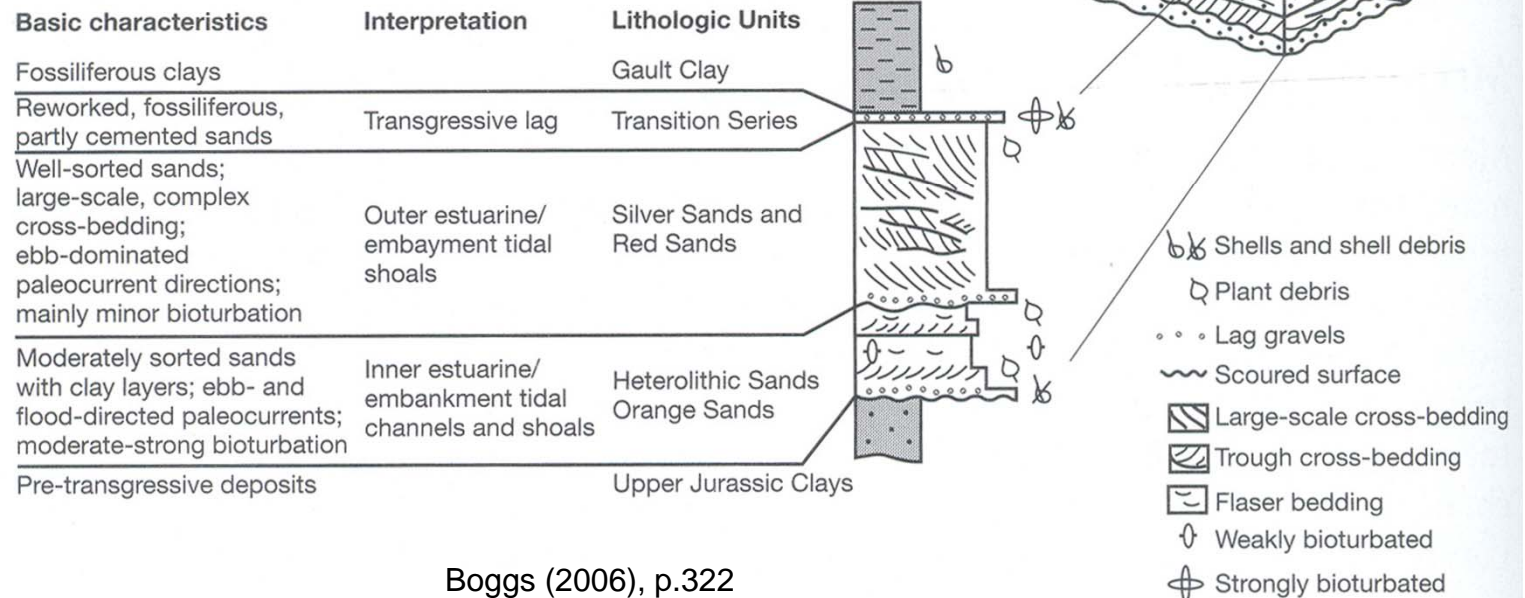 Basic characteristics Interpretation Lithologic Units
Fossiliferous clays Gault Clay
Reworked, fossiliferous,
partly cemented sands
Transgressive lag
Transition Series
Well-sorted sands;
large-scale, complex
cross-bedding;
ebb-dominated
paleocurrent directions;
mainly minor bioturbation
Outer estuarine/
embayment tidal
shoals
Silver Sands and
Red Sands
Moderately sorted sands
with clay layers; ebb- and
flood-directed paleocurrents;
moderate-strong bioturbation
Inner estuarine/
embankment tidal
channels and shoals
Heterolithic Sands
Orange Sands
Pre-transgressive deposits Upper Jurassic Clays
Shells and shell debris
Plant debris
Lag gravels
Scoured surface
Large-scale cross-bedding
Trough cross-bedding
Flaser bedding
Weakly bioturbated
Strongly bioturbated
Boggs (2006), p.322